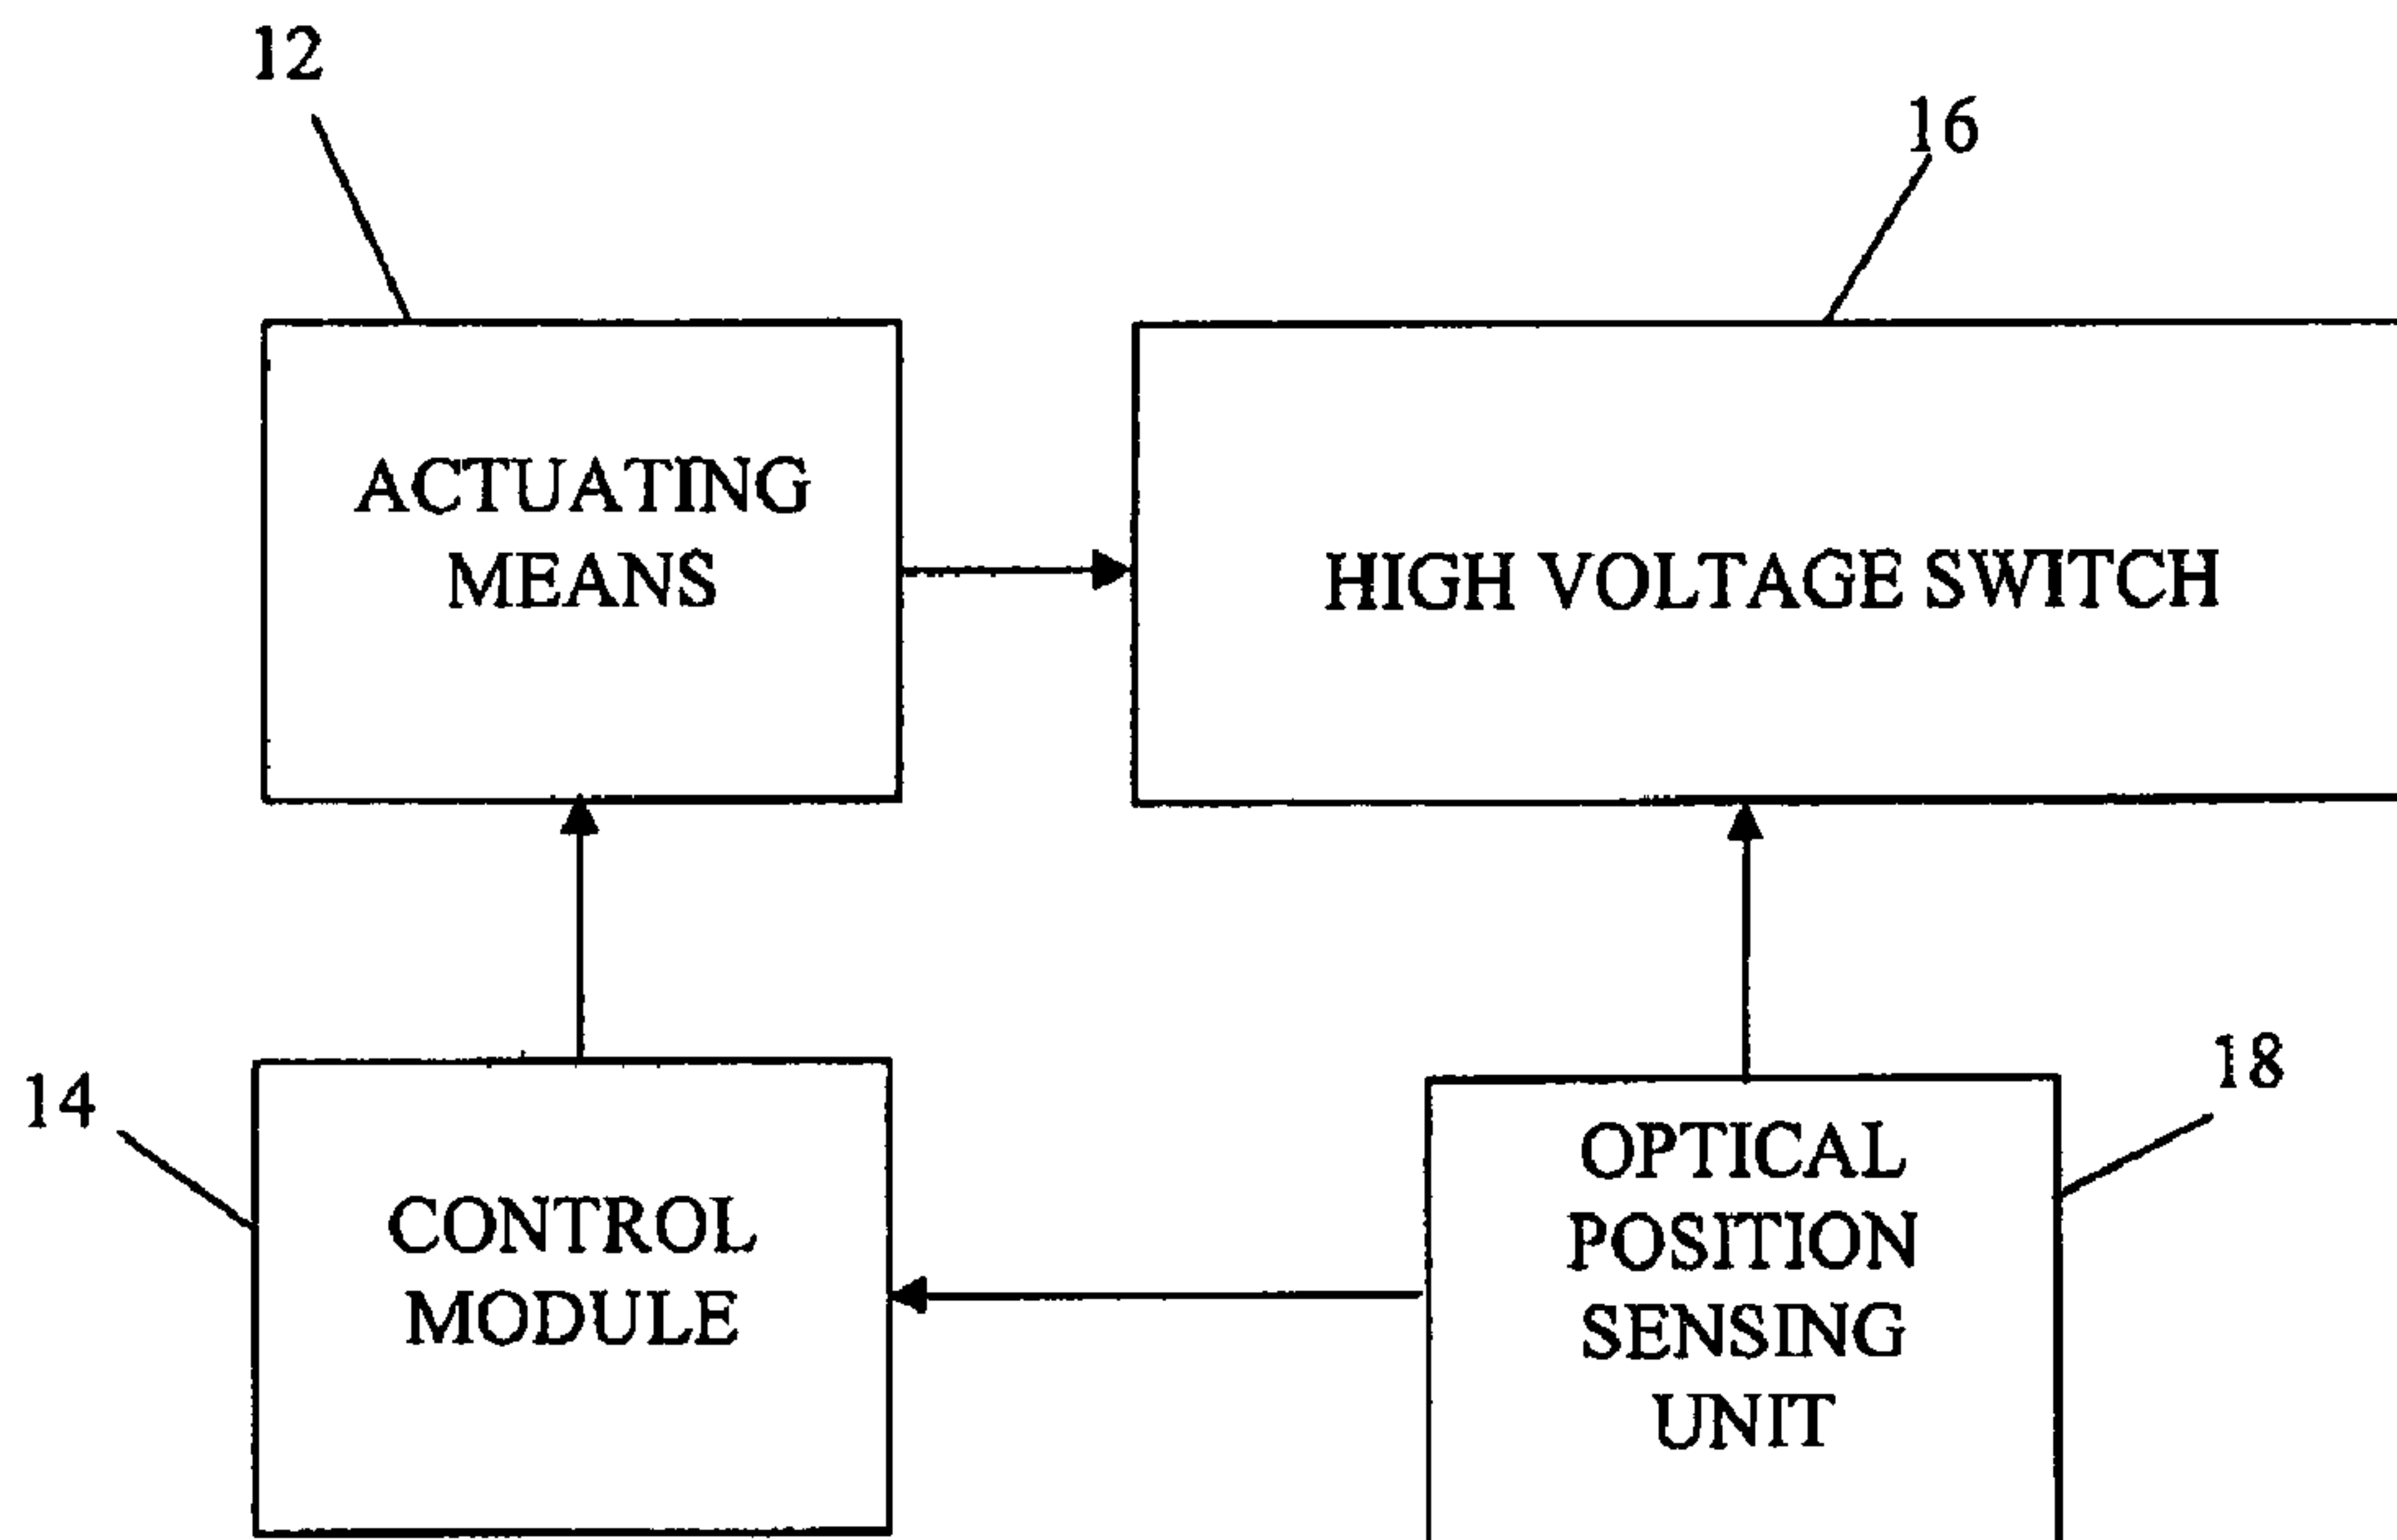 12
16
ACTUATING
MEANS
HIGH VOLTAGE SWITCH
14
18
CONTROL
MODULE
OPTICAL
POSITION
SENSING
UNIT